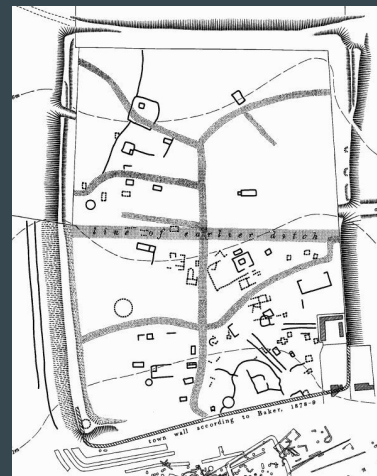 line of earlier ditch
town wall according to Baker, 1878-9